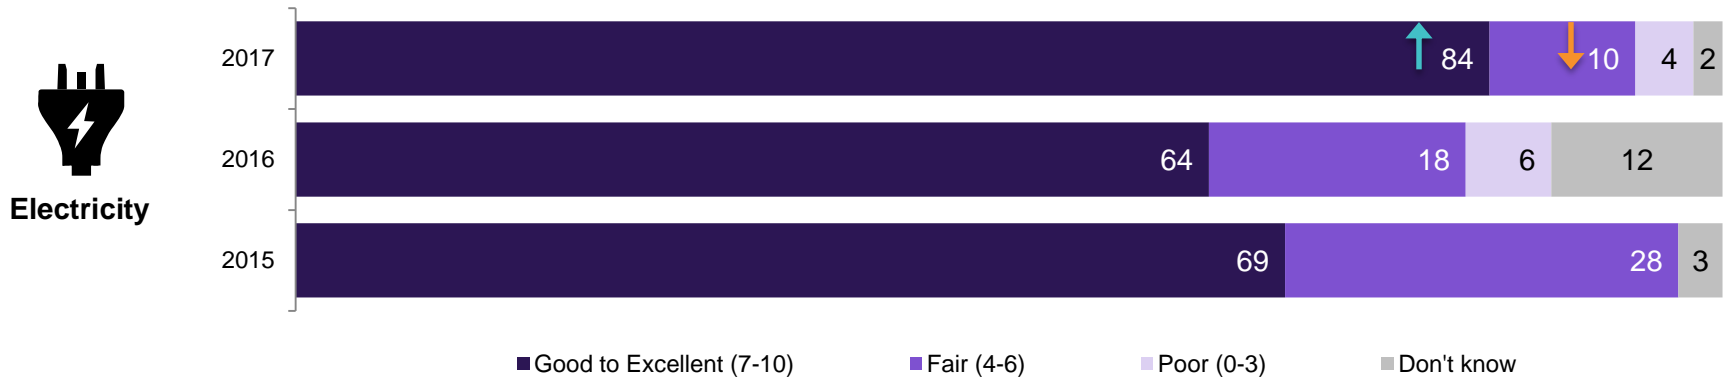 2017
84
10
4
2
2016
64
18
6
12
Electricity
2015
69
28
3
Good to Excellent (7-10)
Fair (4-6)
Poor (0-3)
Don't know